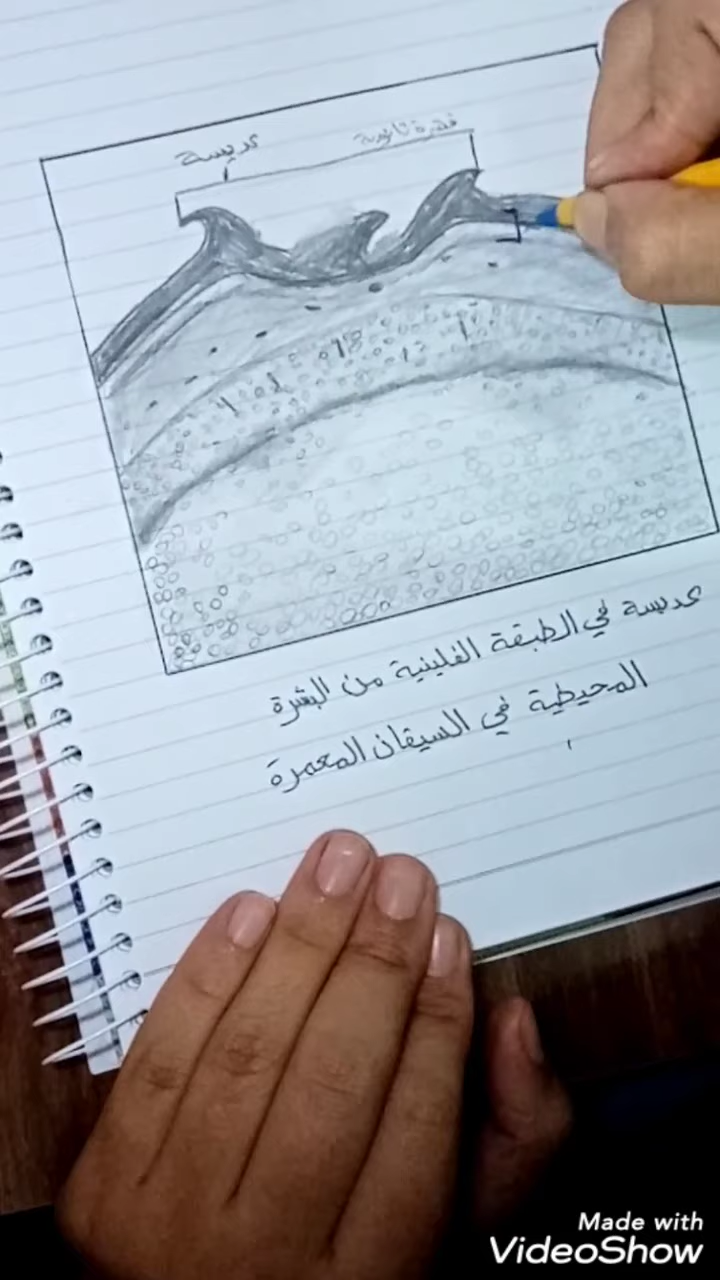 عديسة
قشرة ثانوية
عديسة في الطبقة الفلينية من البشرة
المحيطية في السيقان المعمرة
Made with
VideoShow